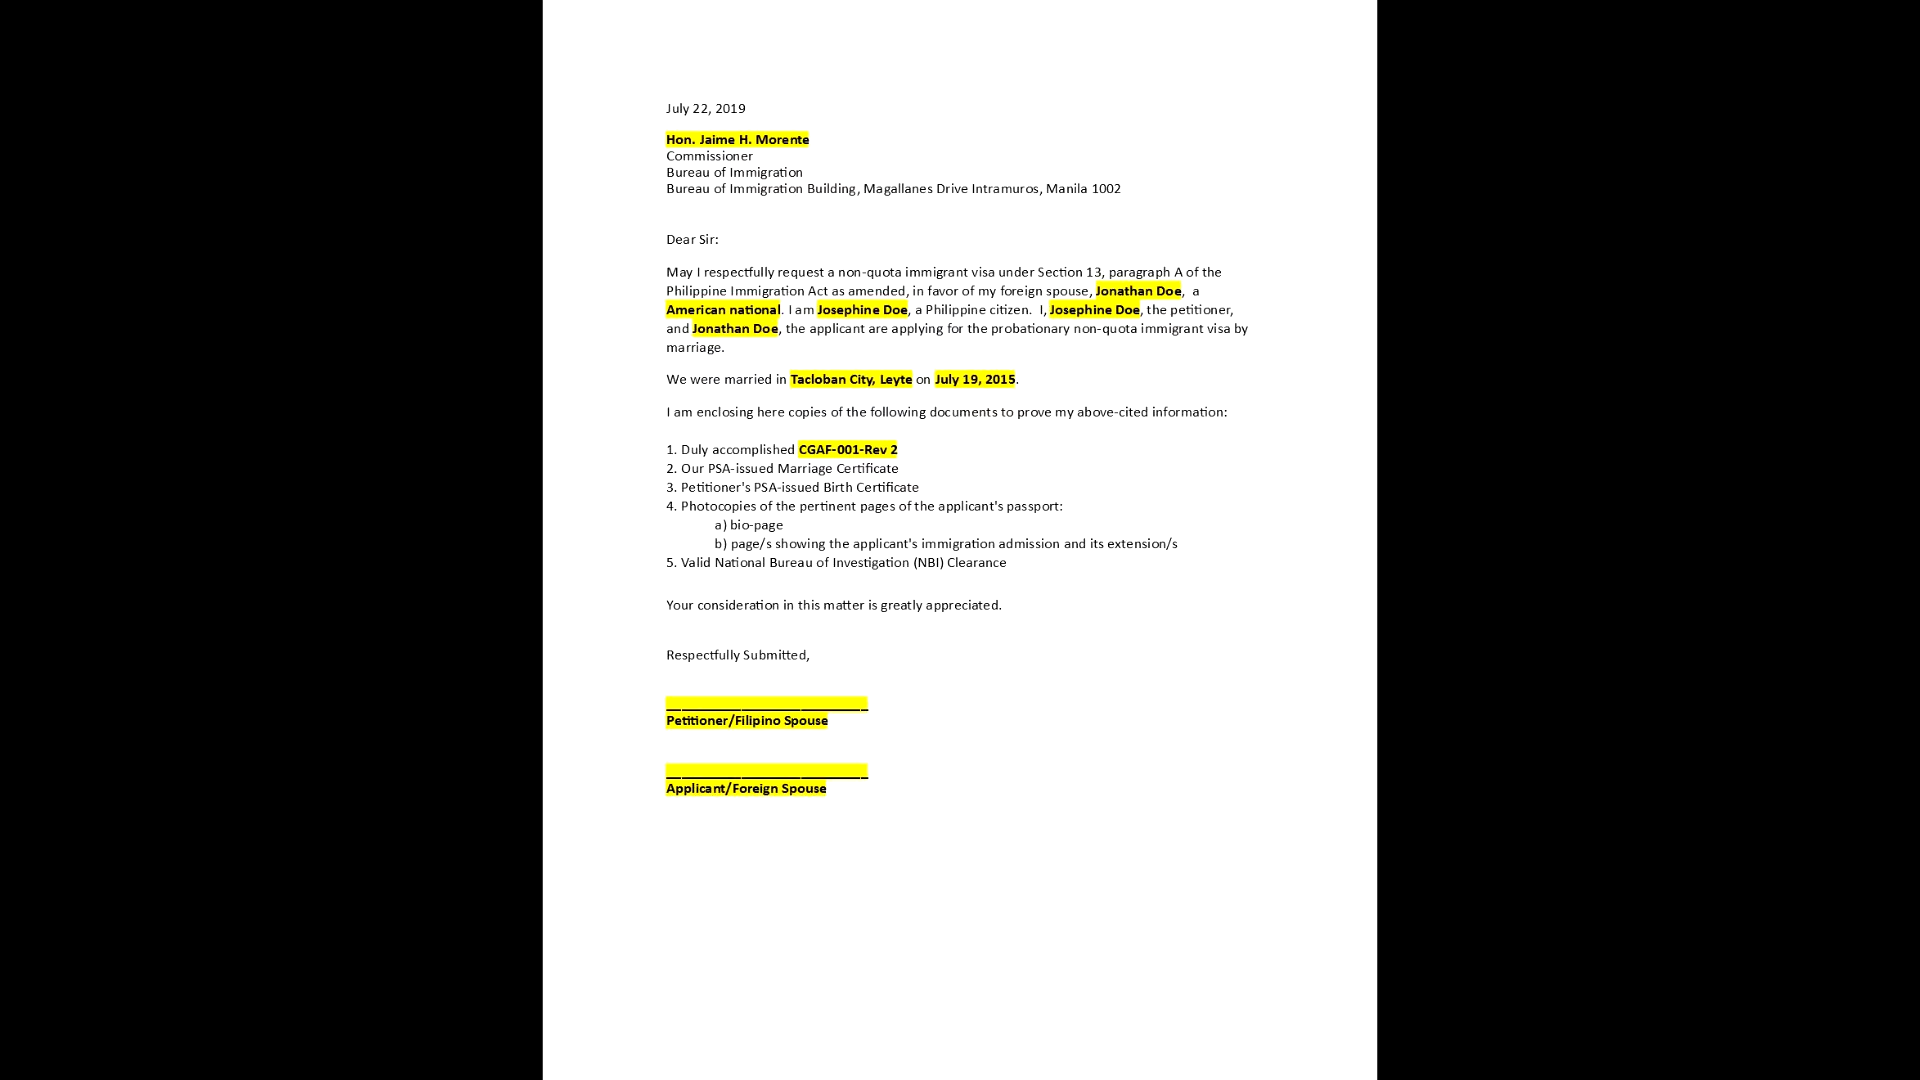 July 22, 2019
Hon. Jaime H. Morente
Commissioner
Bureau of Immigration
Bureau of Immigration Building, Magallanes Drive Intramuros, Manila 1002
Dear Sir:
May I respectfully request a non-quota immigrant visa under Section 13, paragraph A of the
Philippine Immigration Act as amended, in favor of my foreign spouse, Jonathan Doe,  a
American national. I am Josephine Doe, a Philippine citizen.  I, Josephine Doe, the petitioner,
and Jonathan Doe, the applicant are applying for the probationary non-quota immigrant visa by
marriage.
We were married in Tacloban City, Leyte on July 19, 2015.
I am enclosing here copies of the following documents to prove my above-cited information:
1. Duly accomplished CGAF-001-Rev 2
2. Our PSA-issued Marriage Certificate
3. Petitioner's PSA-issued Birth Certificate
4. Photocopies of the pertinent pages of the applicant's passport:
a) bio-page
b) page/s showing the applicant's immigration admission and its extension/s
5. Valid National Bureau of Investigation (NBI) Clearance
Your consideration in this matter is greatly appreciated.
Respectfully Submitted,
___________________________
Petitioner/Filipino Spouse
___________________________
Applicant/Foreign Spouse